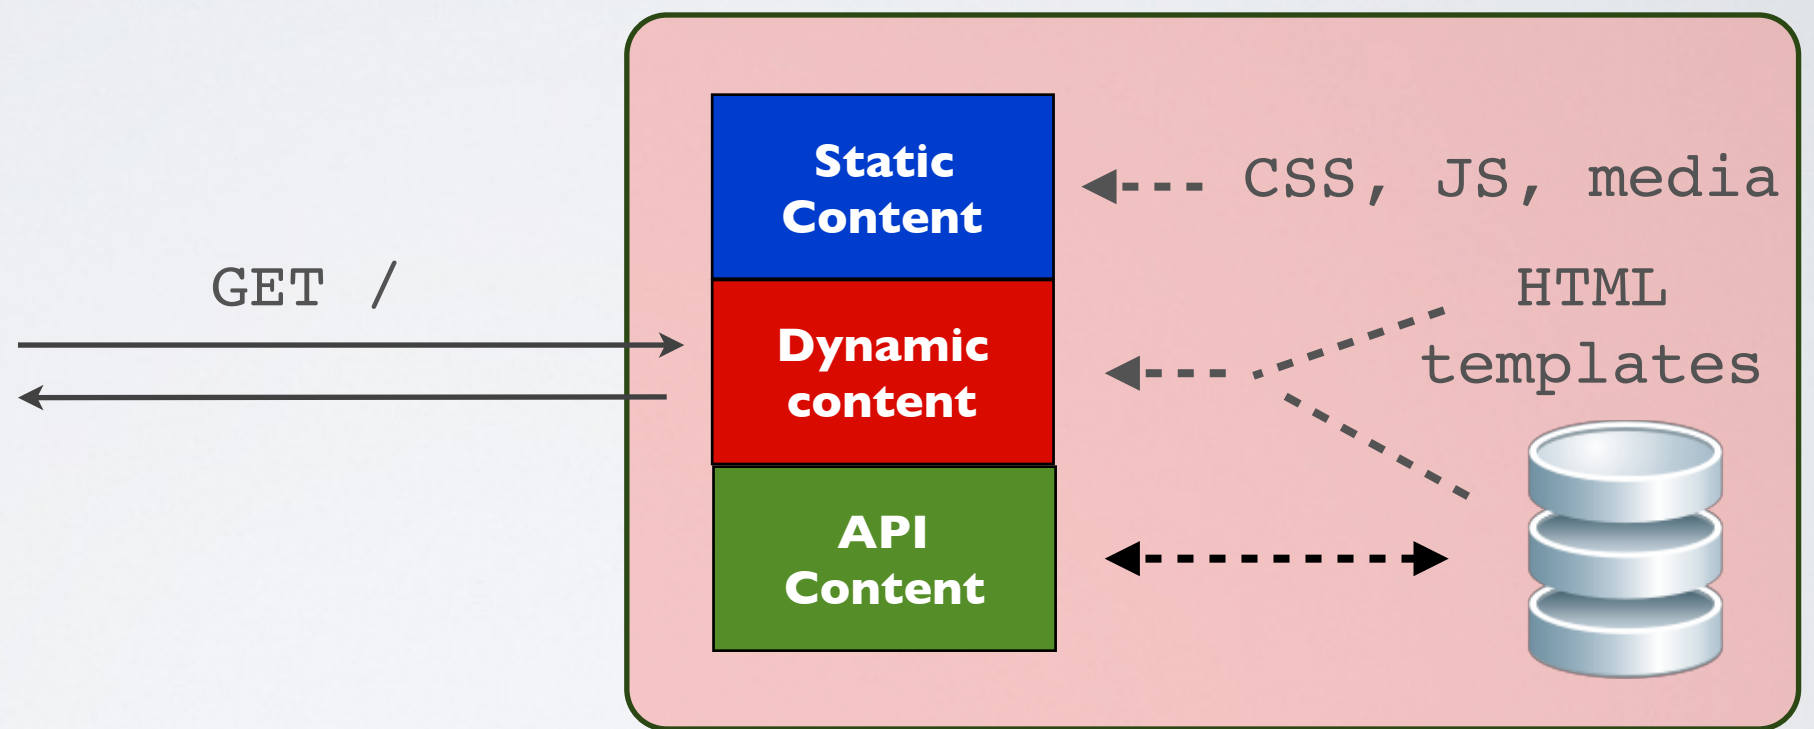 GET /
Static
Content
Dynamic
content
API
Content
CSS, JS, media
HTML
templates